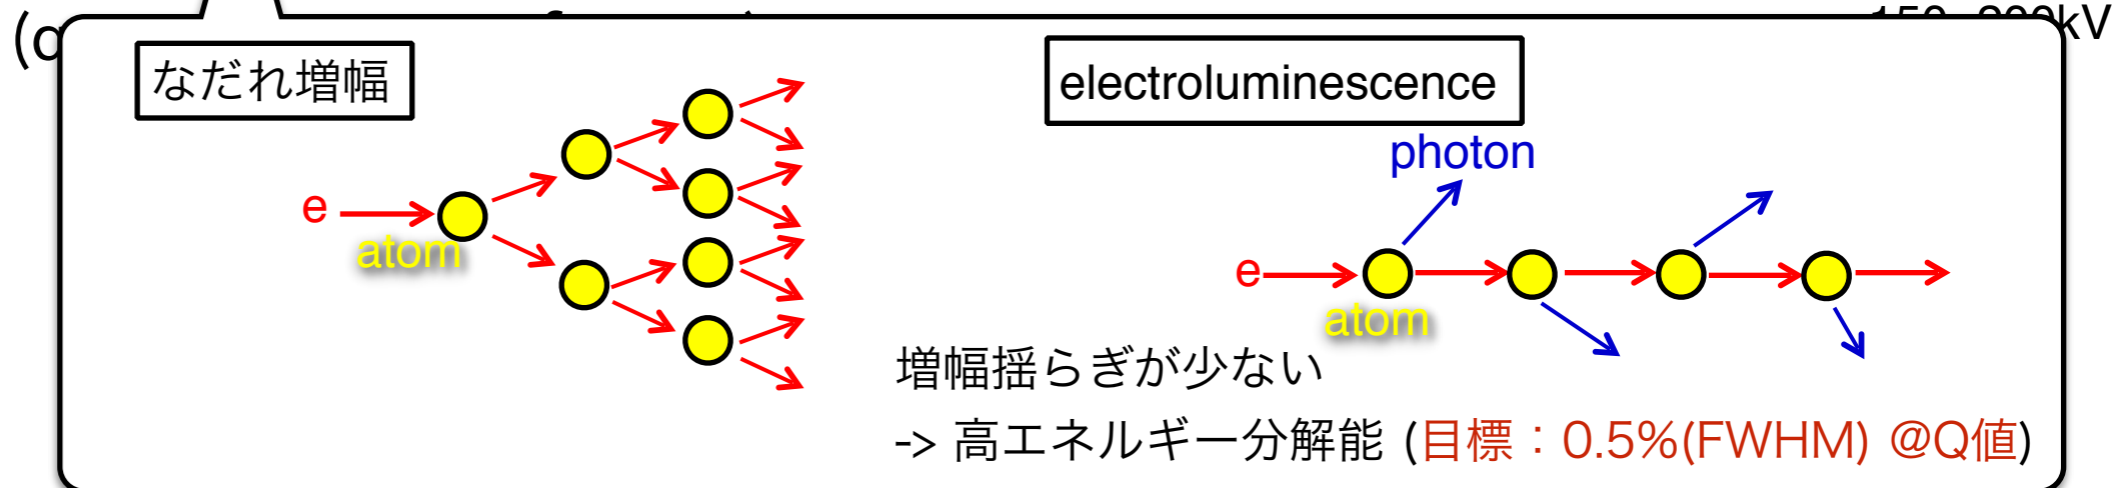 kV
なだれ増幅
electroluminescence
photon
e
atom
e
atom
増幅揺らぎが少ない
-> 高エネルギー分解能 (目標：0.5%(FWHM) @Q値)